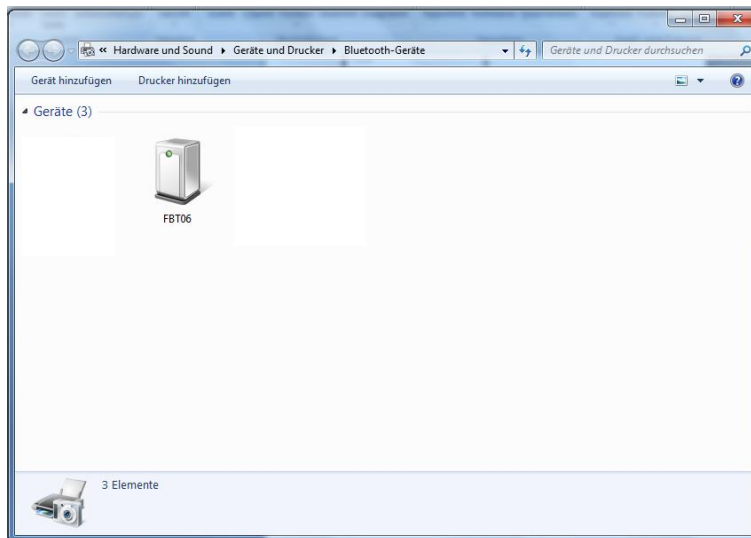 « Hardware und Sound ▸ Geräte und Drucker ▸ Bluetooth-Geräte
Geräte und Drucker durchsuchen
Gerät hinzufügen Drucker hinzufügen
Geräte (3)
FBT06
3 Elemente